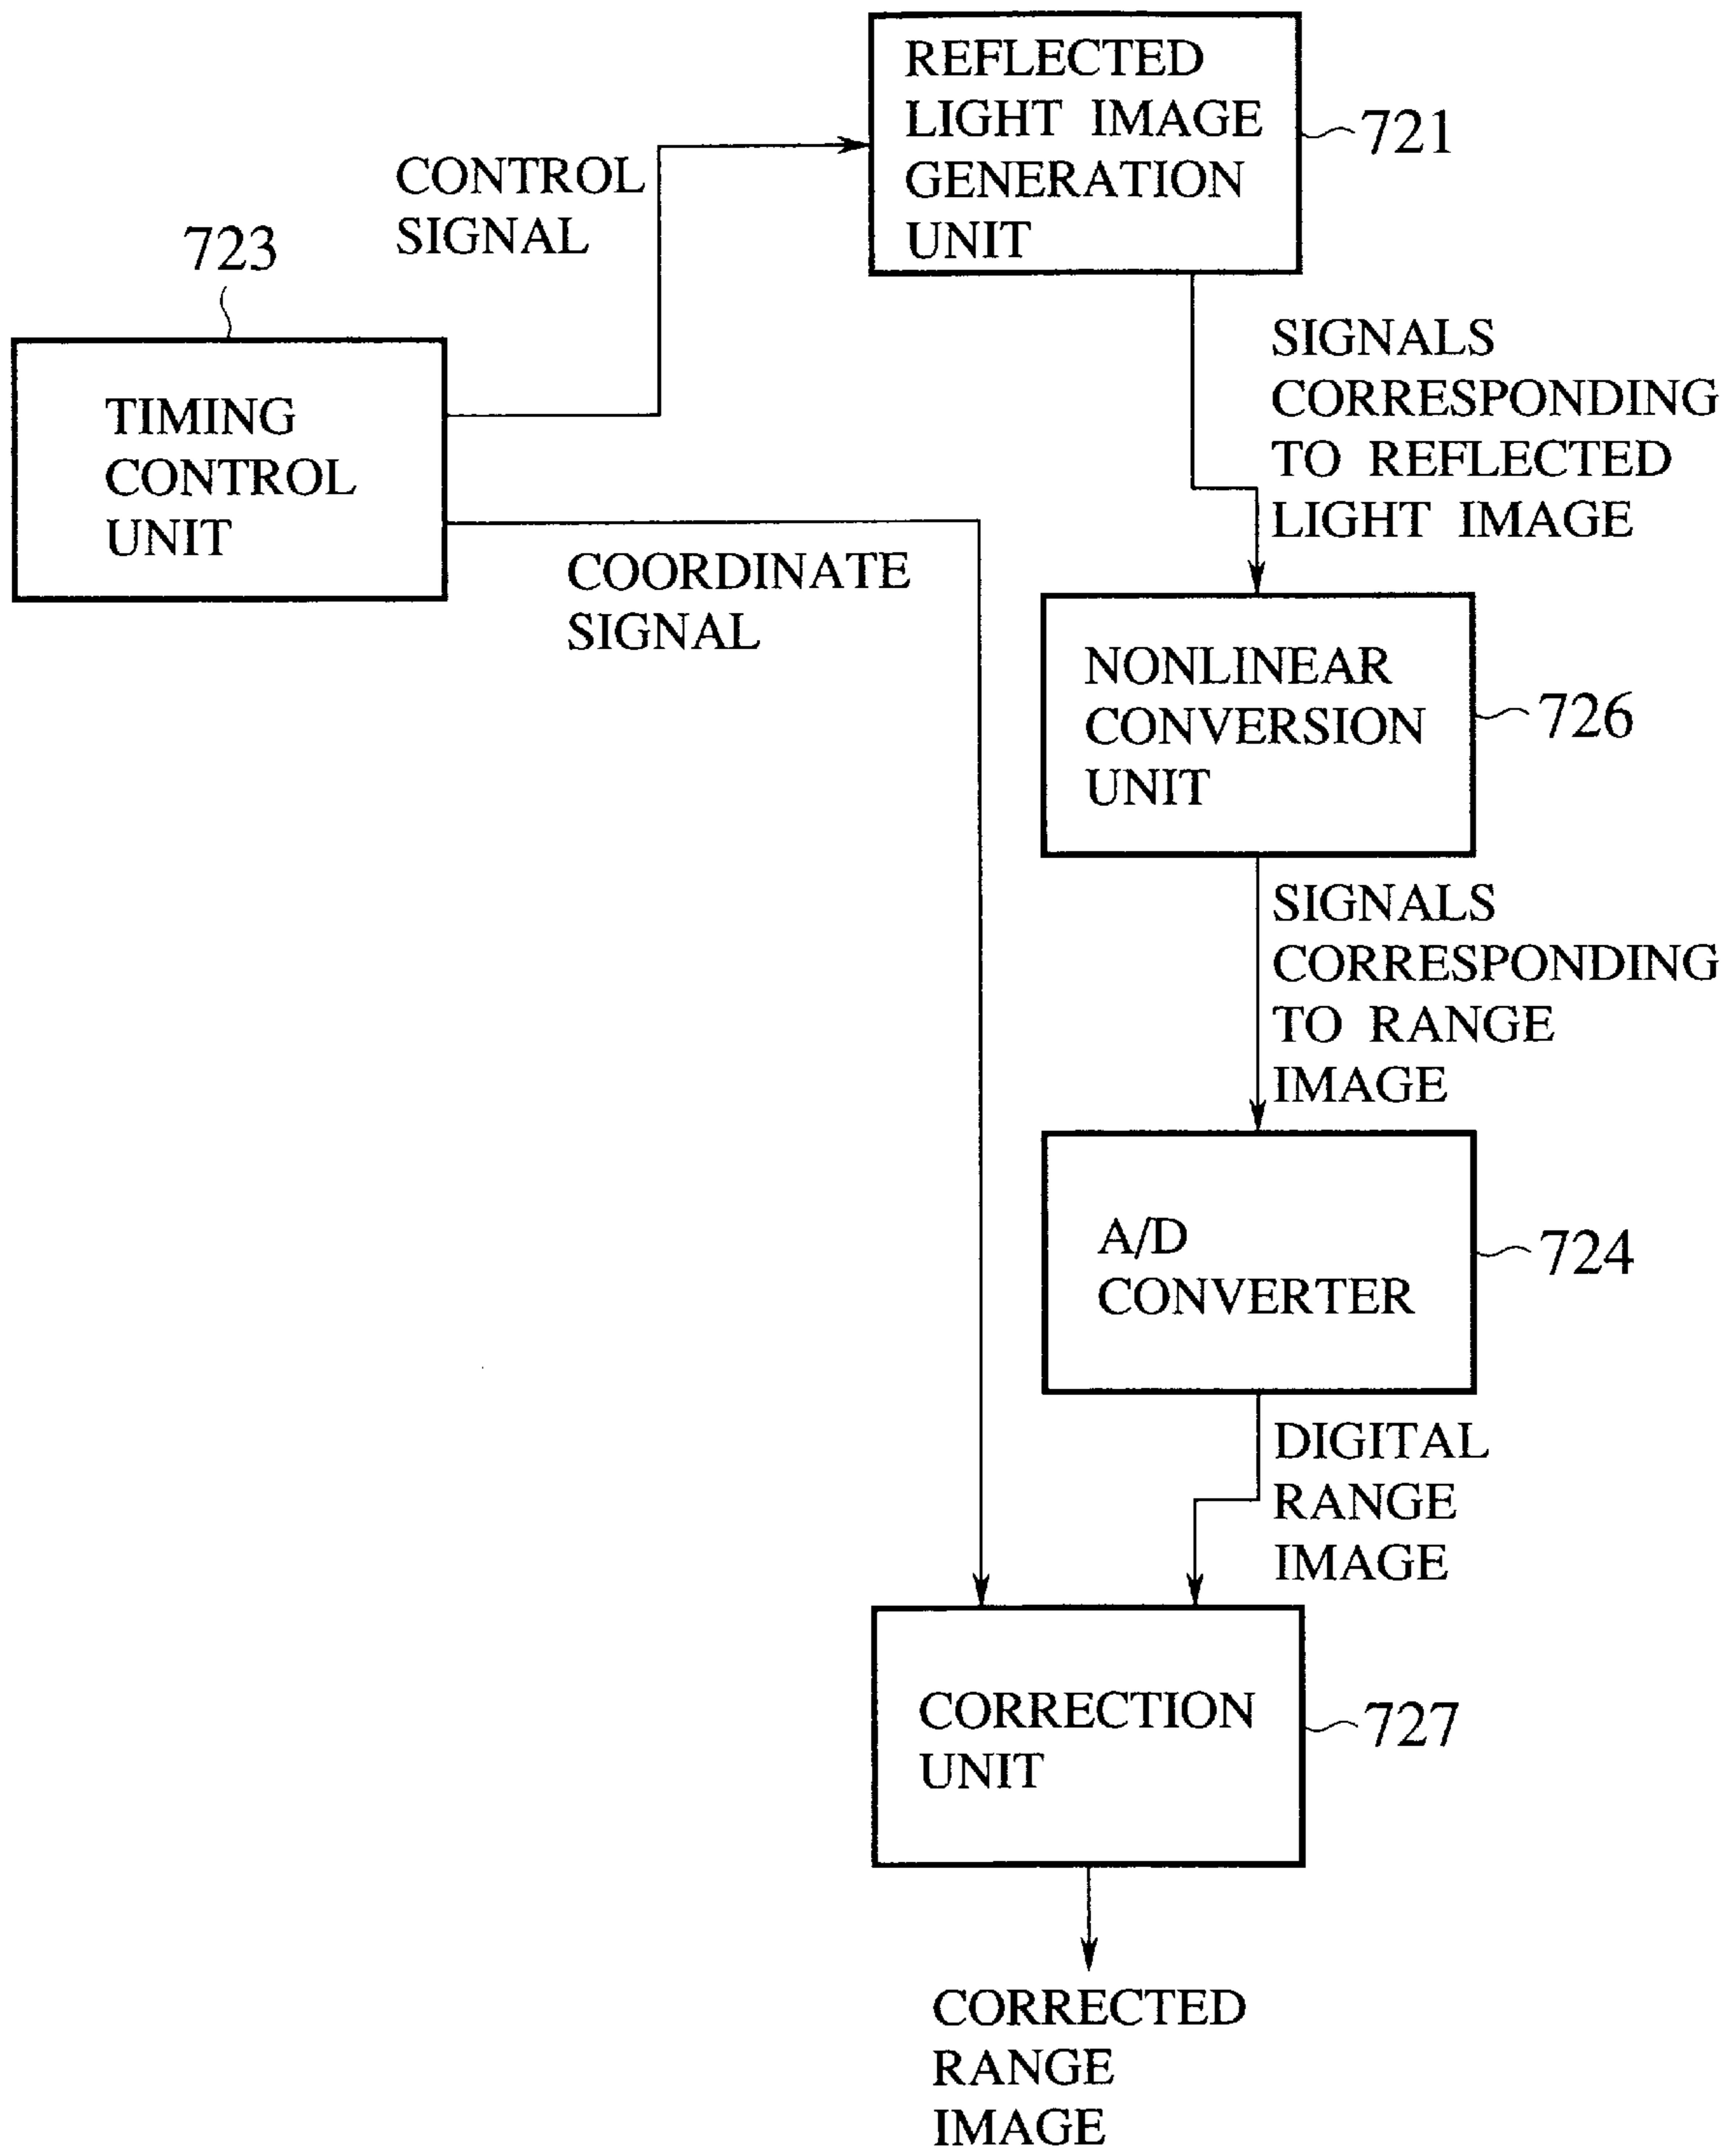 REFLECTED
LIGHT IMAGE
GENERATION
UNIT
721
CONTROL
SIGNAL
723
TIMING
CONTROL
UNIT
SIGNALS
CORRESPONDING
TO REFLECTED
LIGHT IMAGE
COORDINATE
SIGNAL
NONLINEAR
CONVERSION
UNIT
726
SIGNALS
CORRESPONDING
TO RANGE
IMAGE
A/D
CONVERTER
724
DIGITAL
RANGE
IMAGE
CORRECTION
UNIT
727
CORRECTED
RANGE
IMAGE